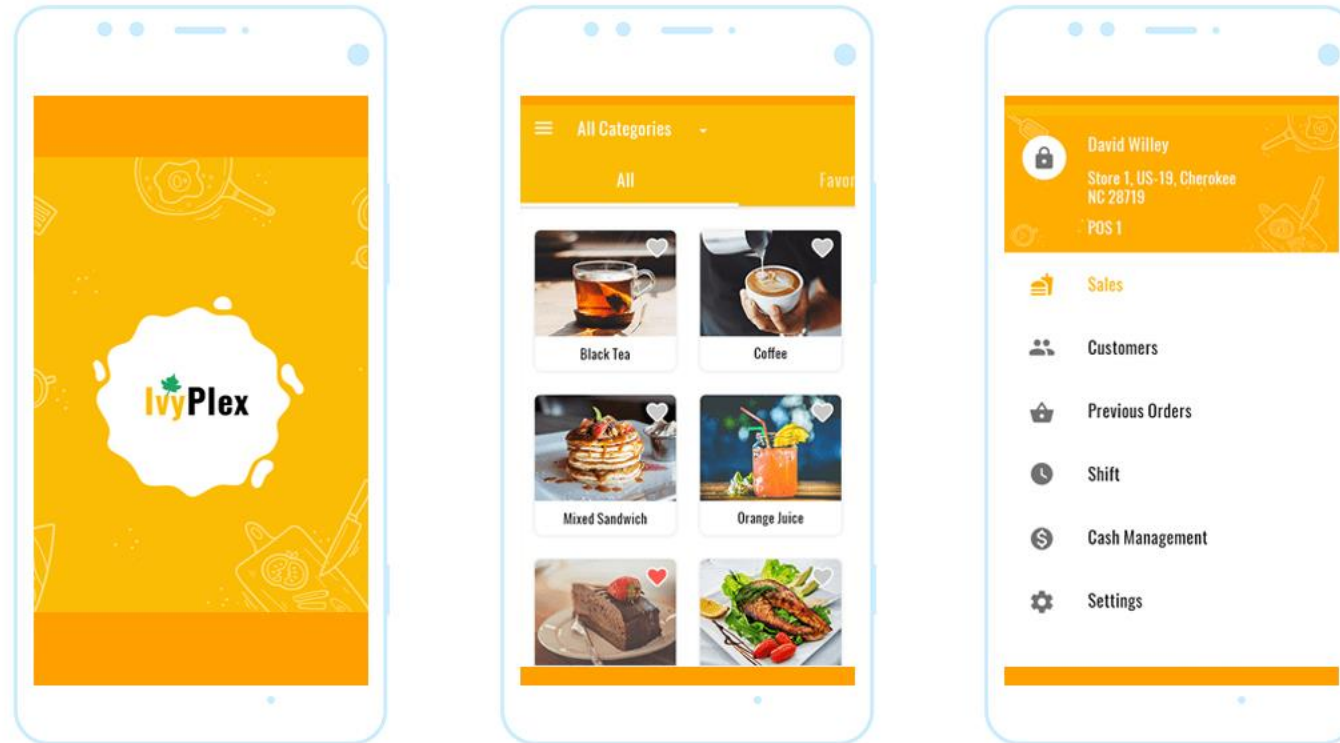 IvyPlex
All Categories
All
Favor
Black Tea
Coffee
Mixed Sandwich
Orange Juice
David Willey
Store 1, US-19, Cherokee
NC 28719
POS 1
Sales
Customers
Previous Orders
Shift
Cash Management
Settings